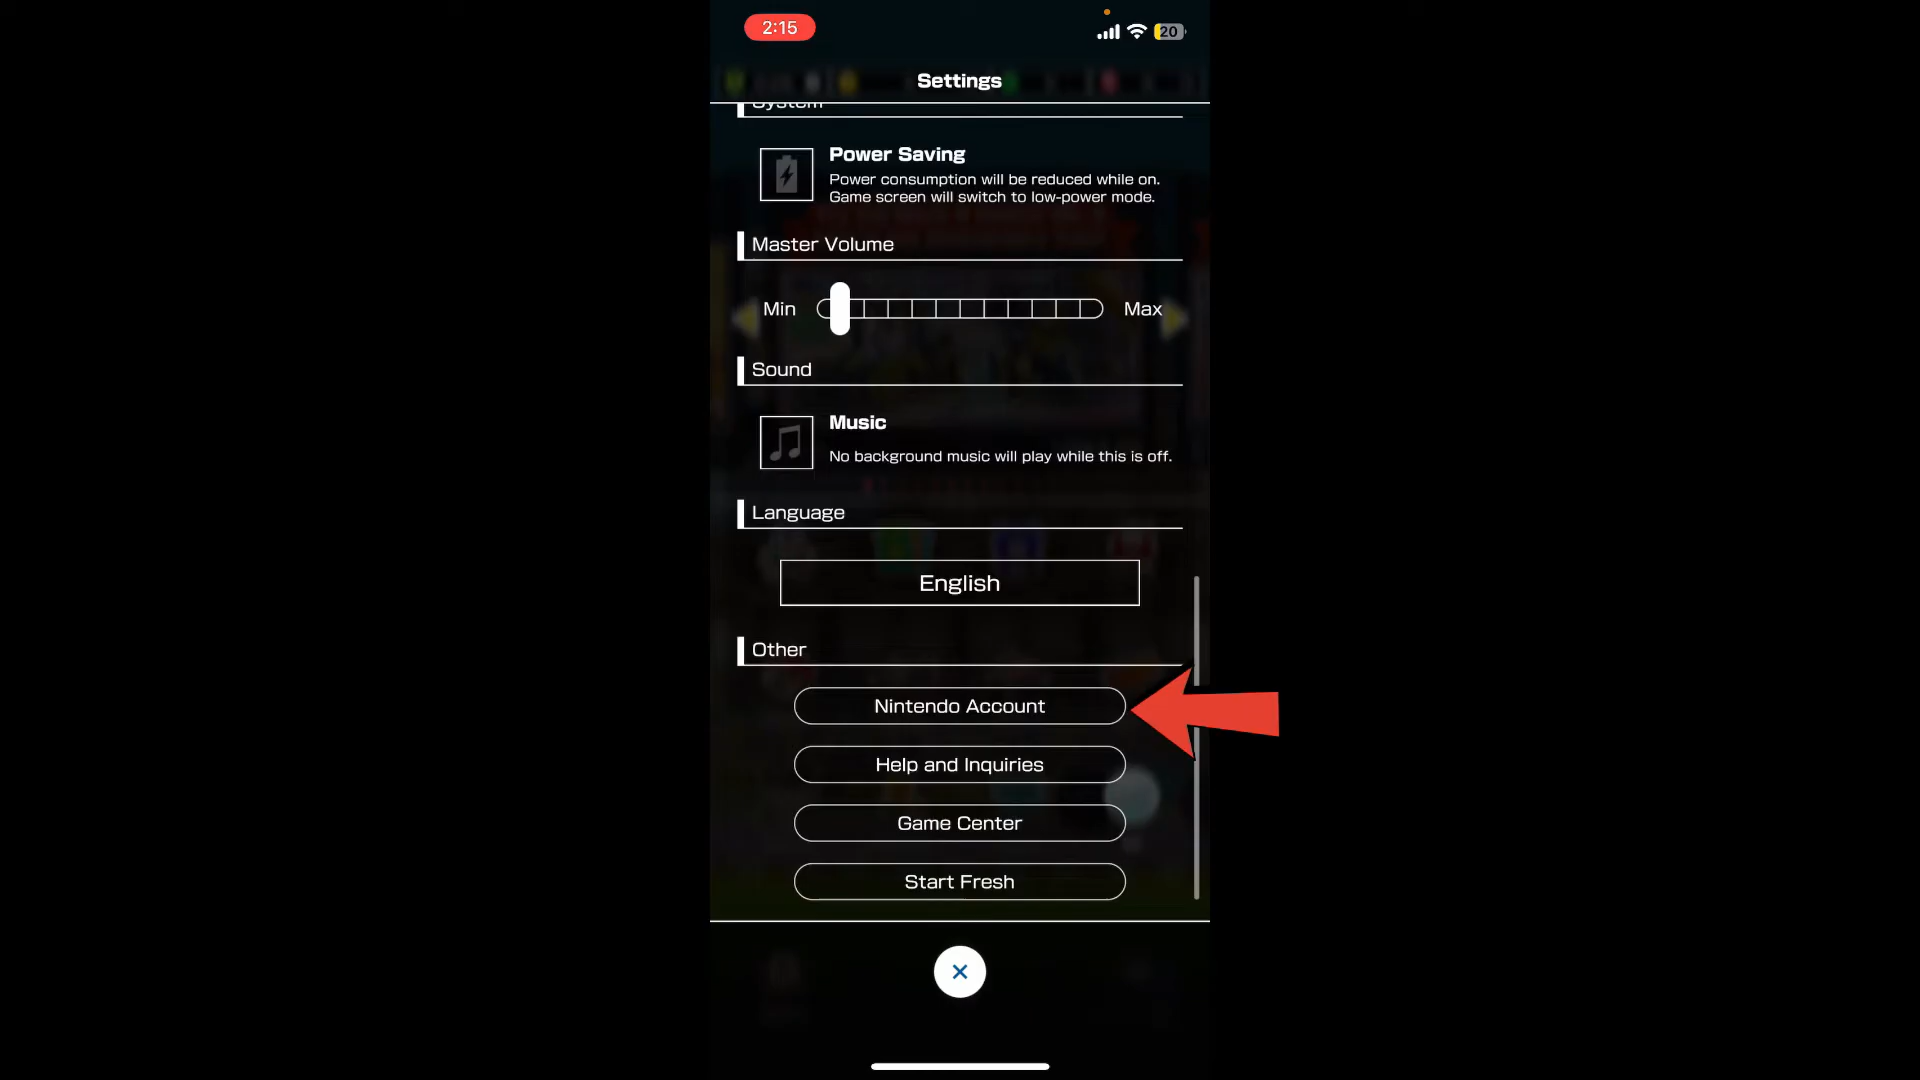 2:15
20
Settings
System
Power Saving
Power consumption will be reduced while on.
Game screen will switch to low-power mode.
Master Volume
Min
Max
Sound
Music
No background music will play while this is off.
Language
English
Other
Nintendo Account
Help and Inquiries
Game Center
Start Fresh